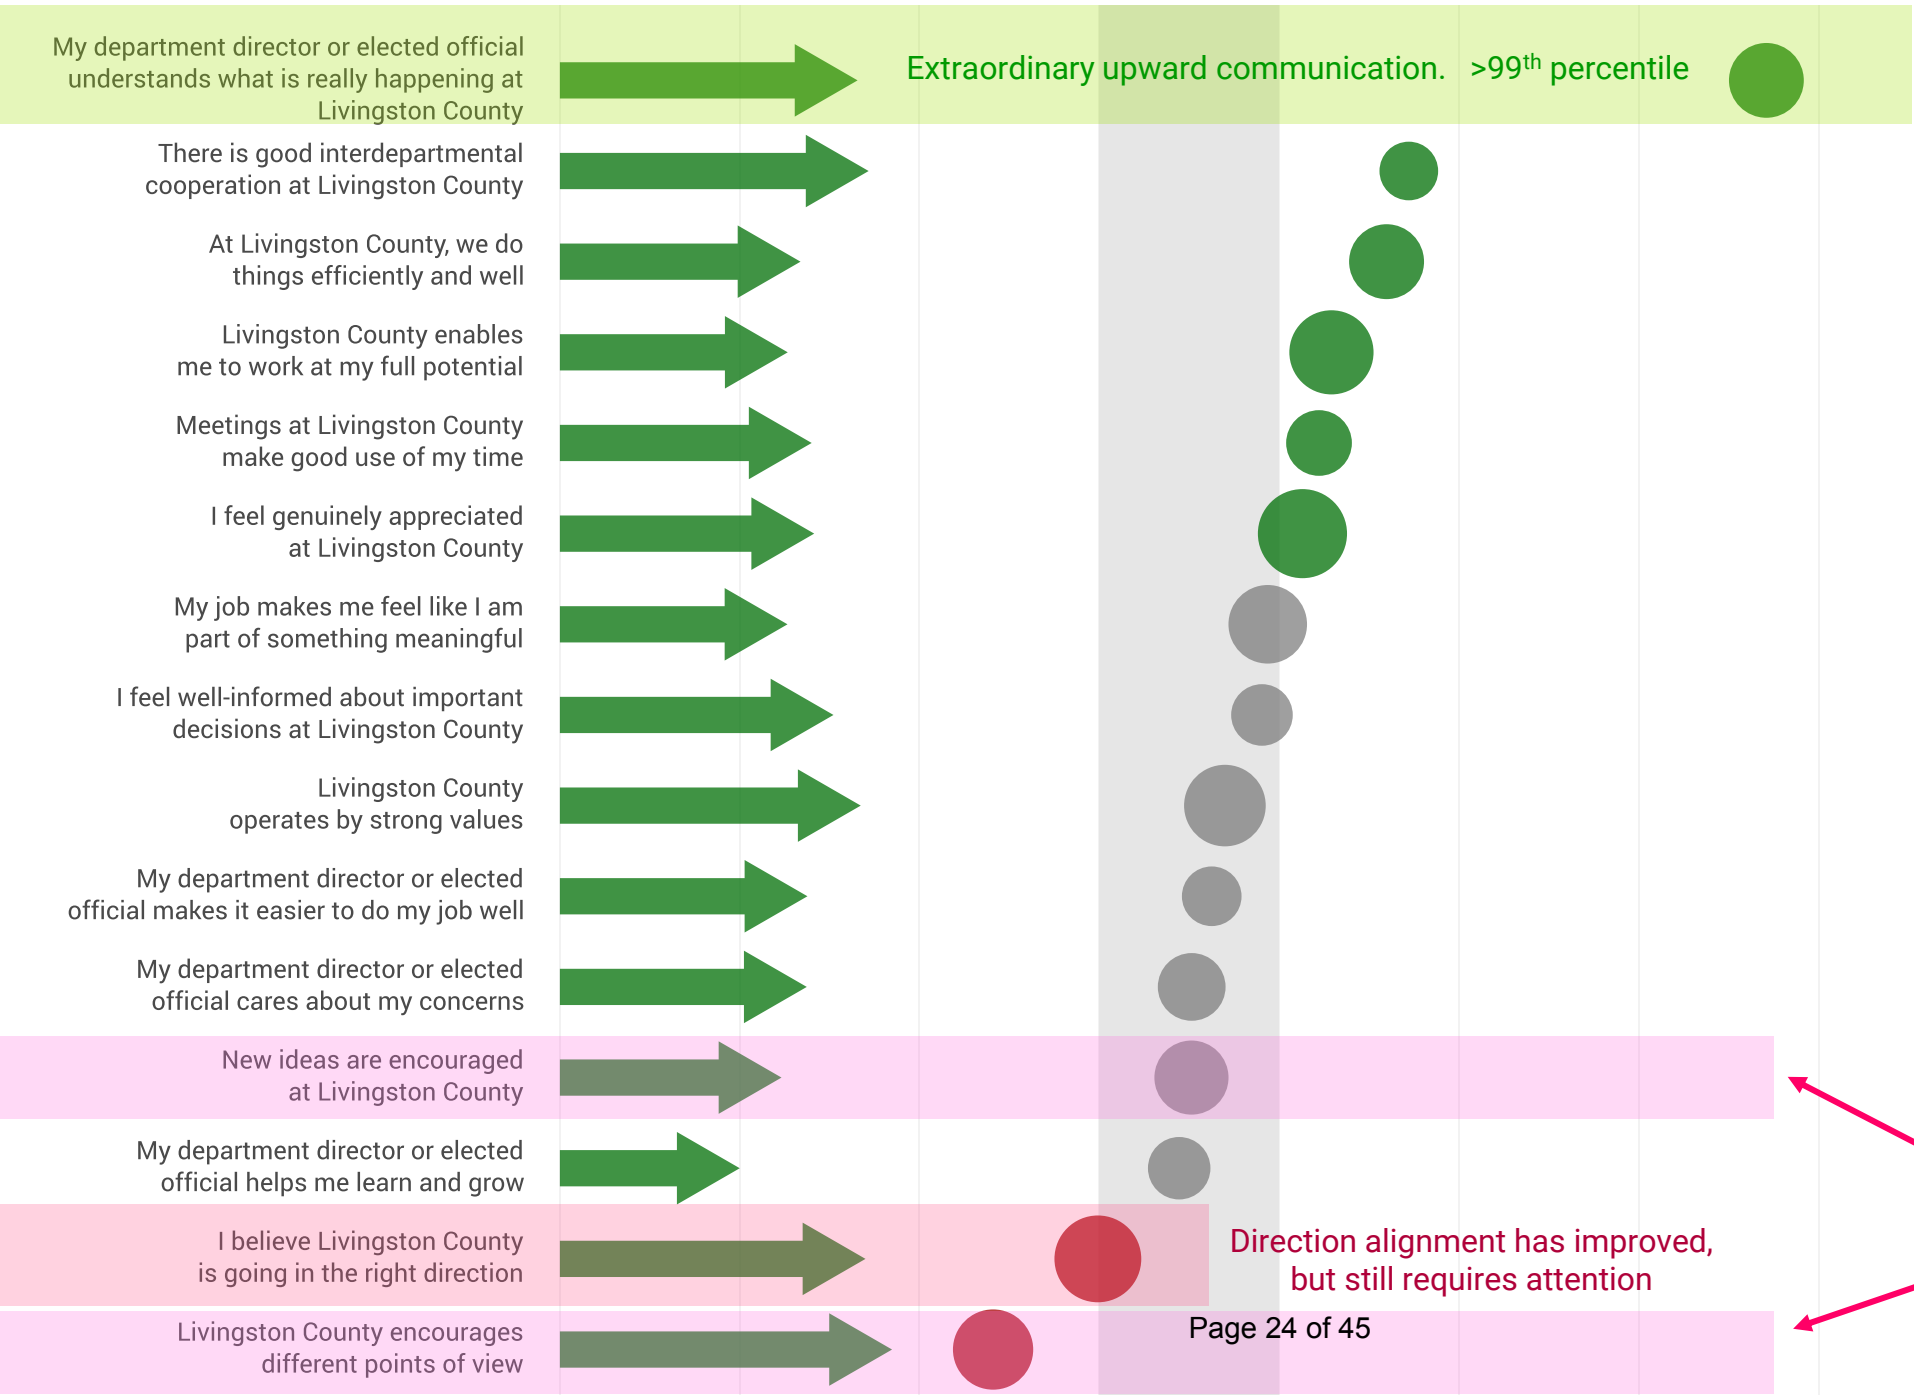 My department director or elected official
understands what is really happening at
Livingston County
Extraordinary upward communication. >99th percentile
There is good interdepartmental
cooperation at Livingston County
At Livingston County, we do
things efficiently and well
Livingston County enables
me to work at my full potential
Meetings at Livingston County
make good use of my time
I feel genuinely appreciated
at Livingston County
My job makes me feel like I am
part of something meaningful
I feel well-informed about important
decisions at Livingston County
Livingston County
operates by strong values
My department director or elected
official makes it easier to do my job well
My department director or elected
official cares about my concerns
New ideas are encouraged
at Livingston County
My department director or elected
official helps me learn and grow
I believe Livingston County
is going in the right direction
Direction alignment has improved,
but still requires attention
Livingston County encourages
different points of view
Page 24 of 45